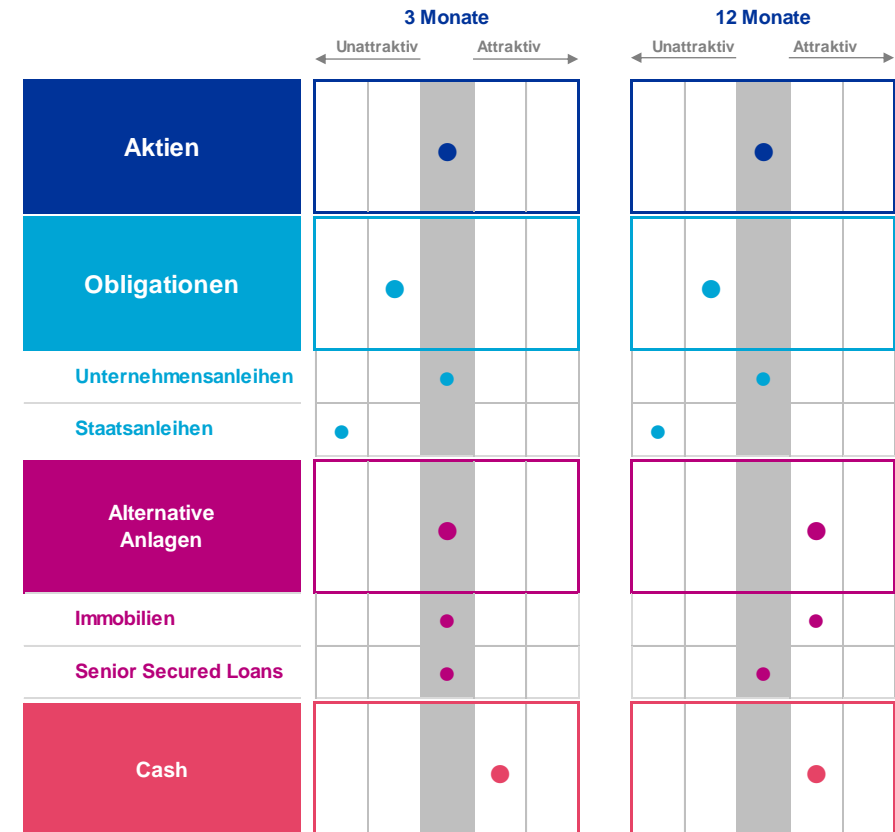 3 Monate
12 Monate
Unattraktiv
Attraktiv
Unattraktiv
Attraktiv
Aktien
Obligationen
Unternehmensanleihen
Staatsanleihen
Alternative
Anlagen
Immobilien
Senior Secured Loans
Cash